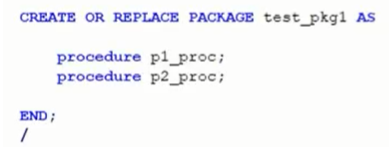 CREATE OR REPLACE PACKAGE test_pkg1 AS
procedure p1_proc;
procedure p2_proc;
END;
/